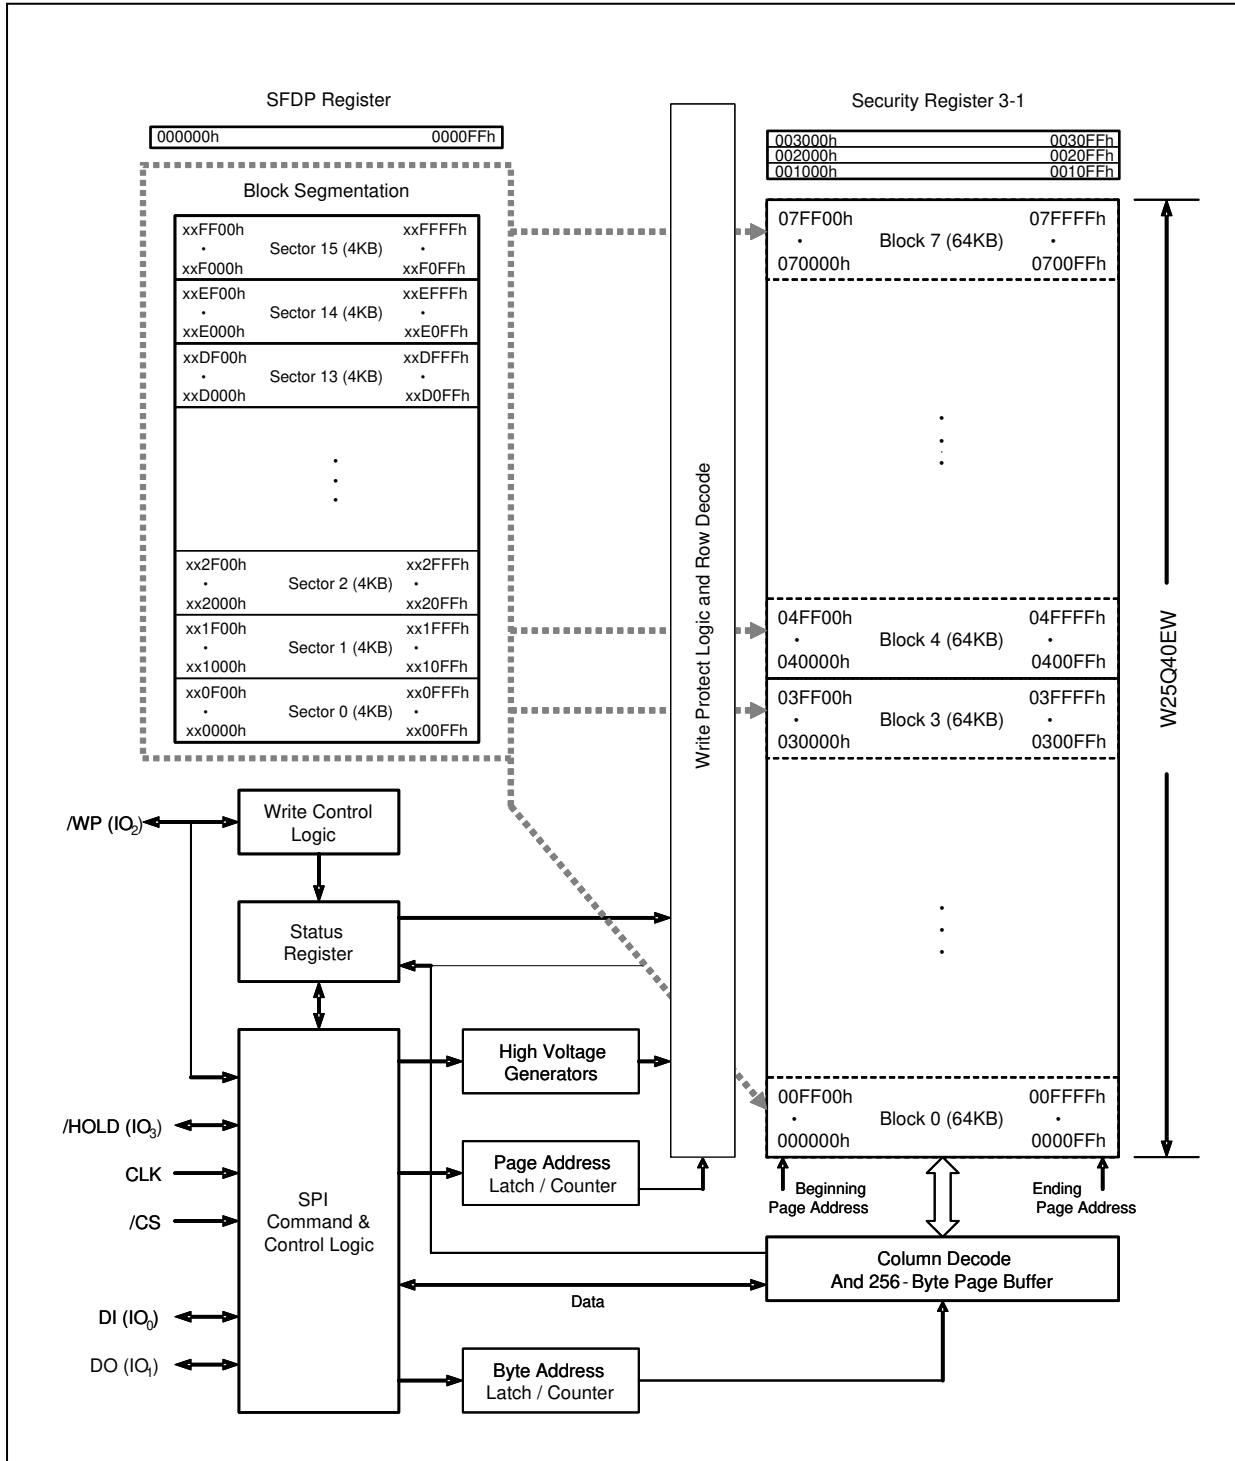 SFDP Register
000000h 0000FFh
Block Segmentation
xxFF00h xxFFFFh
Sector 15 (4KB)
xxF000h xxF0FFh
xxEF00h xxEFFFh
Sector 14 (4KB)
xxE000h xxE0FFh
xxDF00h xxDFFFh
Sector 13 (4KB)
xxD000h xxD0FFh
xx2F00h xx2FFFh
Sector 2 (4KB)
xx2000h xx20FFh
xx1F00h xx1FFFh
Sector 1 (4KB)
xx1000h xx10FFh
xx0F00h xx0FFFh
Sector 0 (4KB)
xx0000h xx00FFh
Write Protect Logic and Row Decode
Security Register 3-1
003000h 0030FFh
002000h 0020FFh
001000h 0010FFh
07FF00h 07FFFFh
Block 7 (64KB)
070000h 0700FFh
04FF00h 04FFFFh
Block 4 (64KB)
040000h 0400FFh
03FF00h 03FFFFh
Block 3 (64KB)
030000h 0300FFh
00FF00h 00FFFFh
Block 0 (64KB)
000000h 0000FFh
W25Q40EW
Beginning
Page Address
Ending
Page Address
/WP (IO₂)
Write Control
Logic
Status
Register
High Voltage
Generators
/HOLD (IO₃)
CLK
/CS
DI (IO₀)
DO (IO₁)
SPI
Command &
Control Logic
Page Address
Latch / Counter
Column Decode
And 256-Byte Page Buffer
Data
Byte Address
Latch / Counter